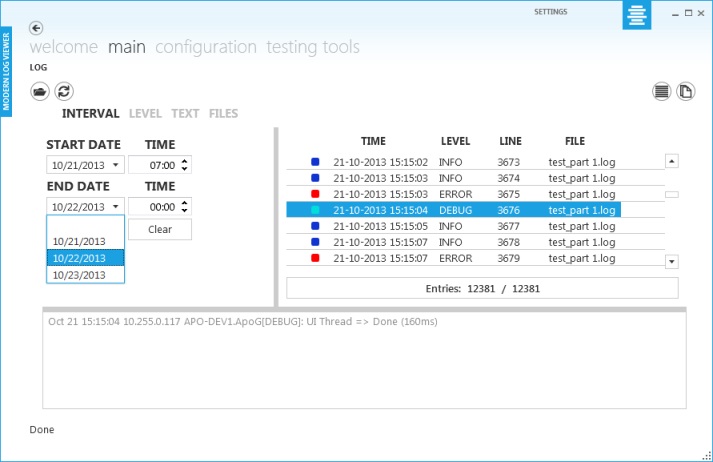 SETTINGS
MODERN LOG VIEWER
welcome main configuration testing tools
LOG
INTERVAL LEVEL TEXT FILES
START DATE TIME
10/21/2013 07:00
END DATE TIME
10/22/2013 00:00
Clear
10/21/2013
10/22/2013
10/23/2013
TIME LEVEL LINE FILE
21-10-2013 15:15:02 INFO 3673 test_part 1.log
21-10-2013 15:15:03 INFO 3674 test_part 1.log
21-10-2013 15:15:03 ERROR 3675 test_part 1.log
21-10-2013 15:15:04 DEBUG 3676 test_part 1.log
21-10-2013 15:15:05 INFO 3677 test_part 1.log
21-10-2013 15:15:07 INFO 3678 test_part 1.log
21-10-2013 15:15:07 ERROR 3679 test_part 1.log
Entries: 12381 / 12381
Oct 21 15:15:04 10.255.0.117 APO-DEV1.ApoG[DEBUG]: UI Thread => Done (160ms)
Done